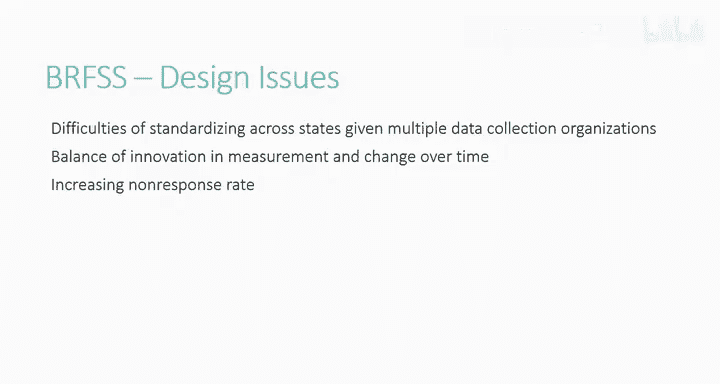 BRFSS – Design Issues
Difficulties of standardizing across states given multiple data collection organizations
Balance of innovation in measurement and change over time
Increasing nonresponse rate